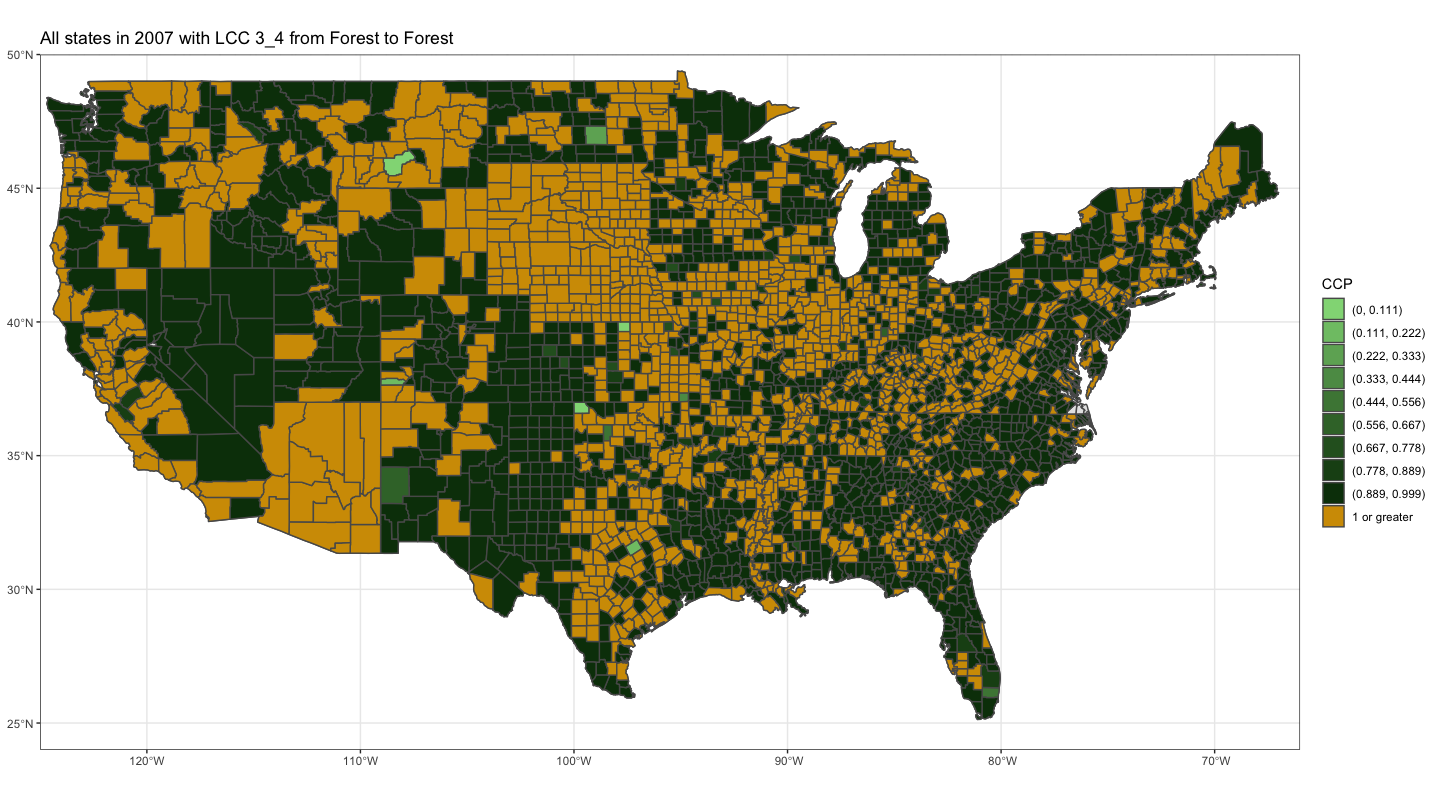 All states in 2007 with LCC 3_4 from Forest to Forest
50°N
45°N
40°N
35°N
30°N
25°N
120°W
110°W
100°W
90°W
80°W
70°W
CCP
(0, 0.111)
(0.111, 0.222)
(0.222, 0.333)
(0.333, 0.444)
(0.444, 0.556)
(0.556, 0.667)
(0.667, 0.778)
(0.778, 0.889)
(0.889, 0.999)
1 or greater